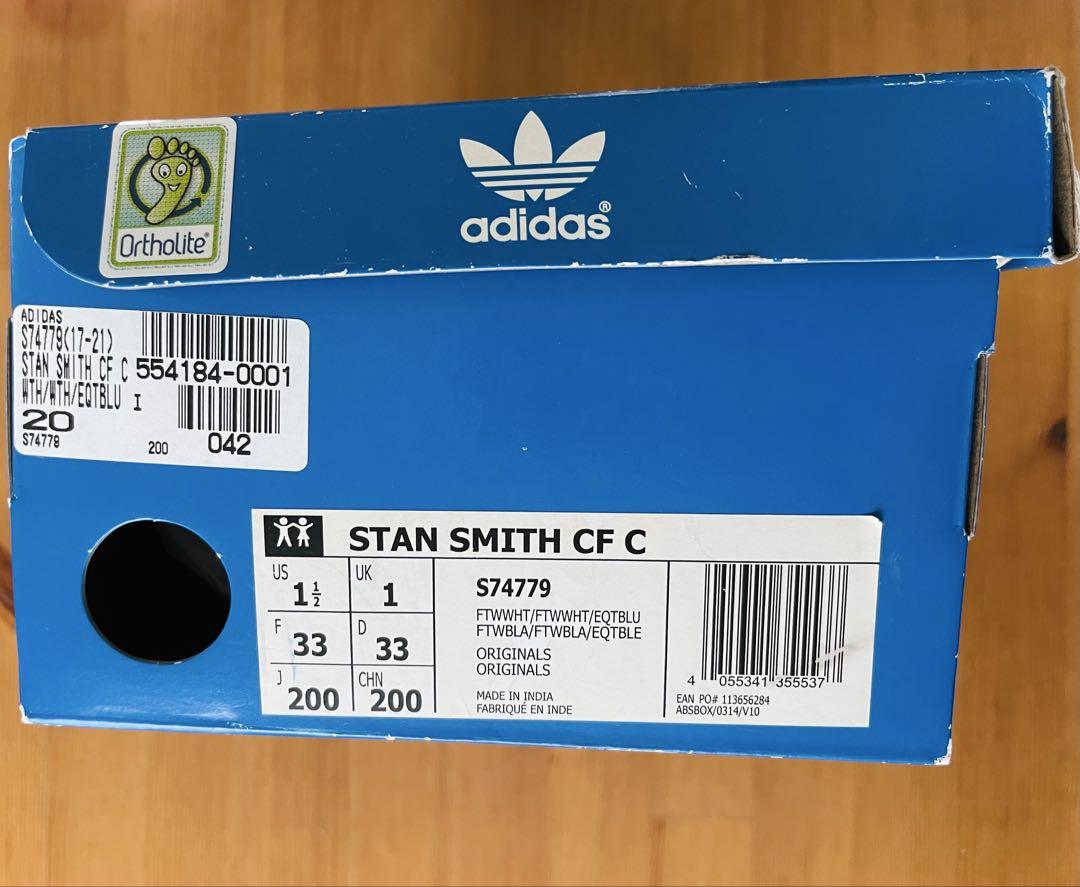 Ortholite®
adidas®
ADIDAS
S74779(17-21)
STAN SMITH CF C 554184-0001
WTH/WTH/EQTBLU I
20
S74779 200 042
STAN SMITH CF C
US 1 1/2 UK 1
F 33 D 33
J 200 CHN 200
S74779
FTWWHT/FTWWHT/EQTBLU
FTWBLA/FTWBLA/EQTBLE
ORIGINALS
ORIGINALS
MADE IN INDIA
FABRIQUÉ EN INDE
4 055341 355537
EAN PO# 113656284
ABSBOX/0314/V10